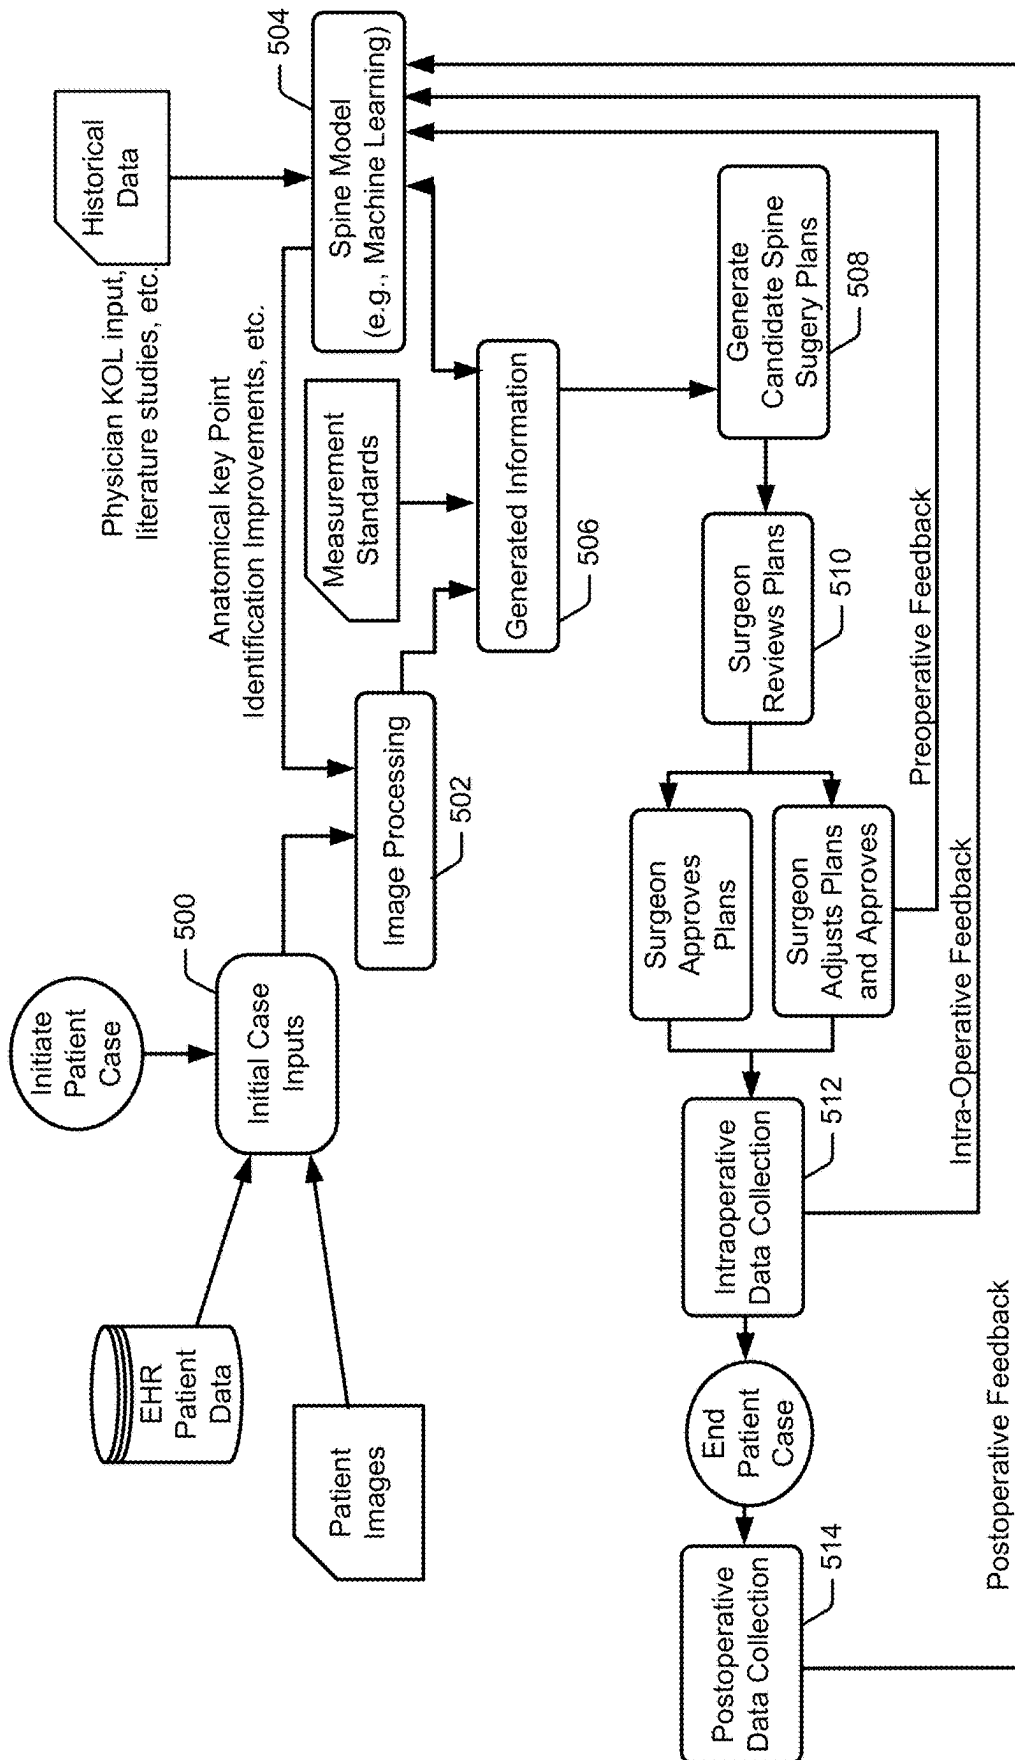 Initiate
Patient
Case
EHR
Patient
Data
Patient
Images
500
Initial Case
Inputs
Image Processing
502
Anatomical key Point
Identification Improvements, etc.
Physician KOL input,
literature studies, etc.
Historical
Data
504
Spine Model
(e.g., Machine Learning)
Measurement
Standards
Generated Information
506
Generate
Candidate Spine
Sugery Plans
508
Surgeon
Reviews Plans
510
Surgeon
Approves
Plans
Surgeon
Adjusts Plans
and Approves
Preoperative Feedback
Intraoperative
Data Collection
512
Intra-Operative Feedback
End
Patient
Case
Postoperative
Data Collection
514
Postoperative Feedback